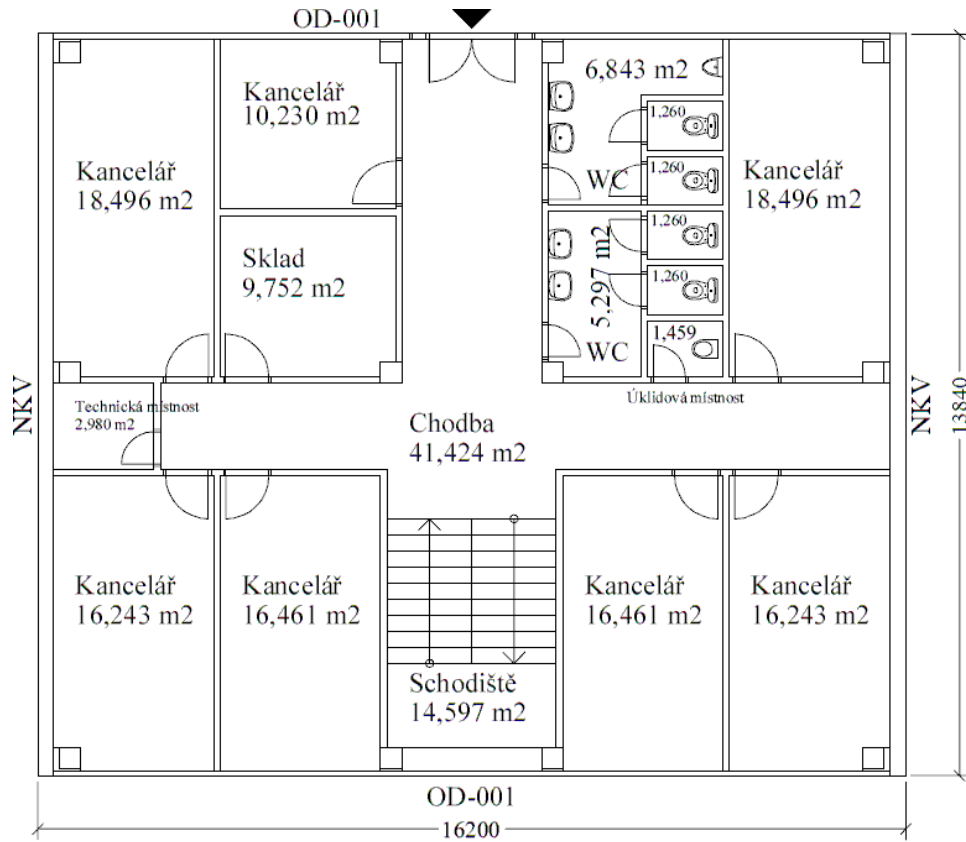 OD-001
Kancelář
10,230 m2
6,843 m2
1,260
Kancelář
18,496 m2
1,260
WC
Kancelář
18,496 m2
1,260
Sklad
9,752 m2
5,297 m2
1,260
1,459
WC
NKV
Technická místnost
2,980 m2
Úklidová místnost
NKV
13840
Chodba
41,424 m2
Kancelář
16,243 m2
Kancelář
16,461 m2
Kancelář
16,461 m2
Kancelář
16,243 m2
Schodiště
14,597 m2
OD-001
16200